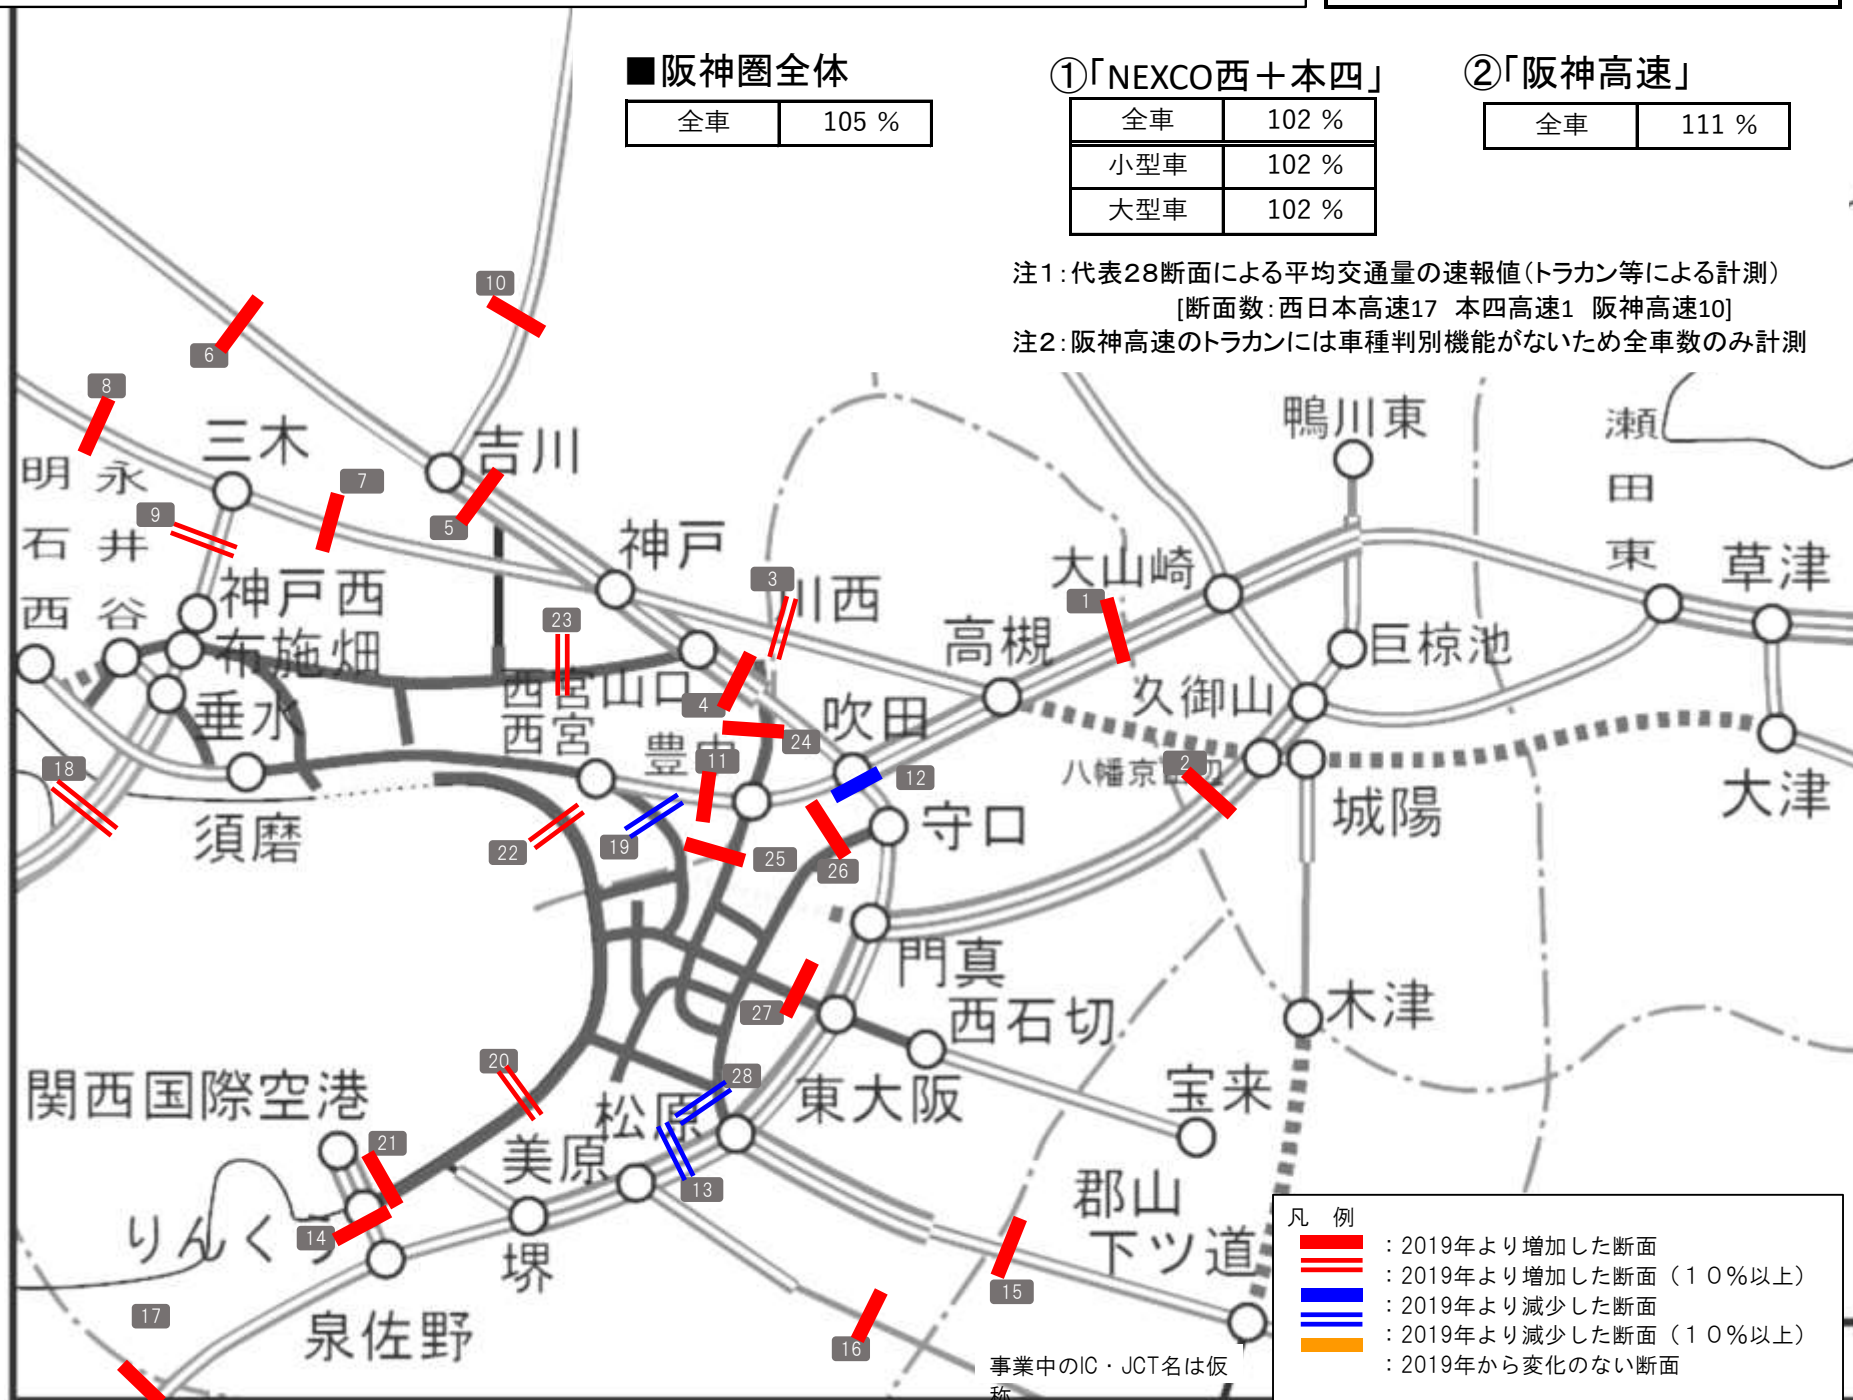 ■阪神圏全体
全車 105 %
①「NEXCO西＋本四」
全車 102 %
小型車 102 %
大型車 102 %
②「阪神高速」
全車 111 %
注1：代表28断面による平均交通量の速報値（トラカン等による計測）
[断面数：西日本高速17 本四高速1 阪神高速10]
注2：阪神高速のトラカンには車種判別機能がないため全車数のみ計測
10
6
8
三木
吉川
鴨川東
瀬田東
明石西
永井谷
7
9
5
神戸
3
川西
大山崎
1
草津
神戸西
布施畑
23
高槻
巨椋池
西宮山口
4
久御山
垂水
西宮
豊中
24
吹田
11
12
八幡京田辺
2
18
大津
須磨
22
19
25
26
守口
城陽
門真
27
西石切
木津
20
28
関西国際空港
松原
東大阪
宝来
21
美原
13
郡山
下ツ道
りんくう
14
堺
15
17
泉佐野
16
事業中のIC・JCT名は仮
称
凡 例
：2019年より増加した断面
：2019年より増加した断面（１０％以上）
：2019年より減少した断面
：2019年より減少した断面（１０％以上）
：2019年から変化のない断面